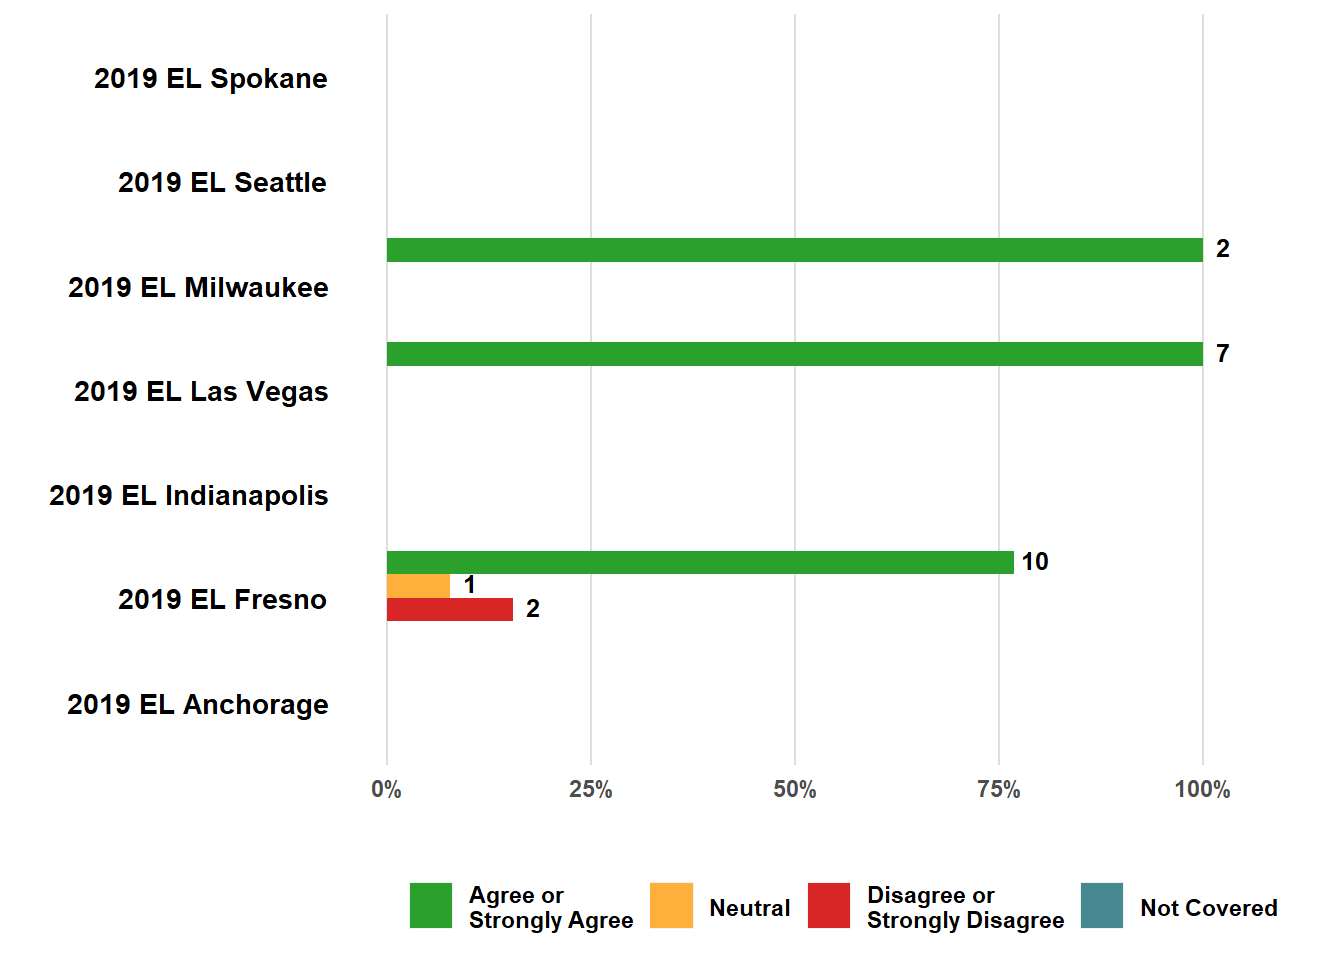 2019 EL Spokane
2019 EL Seattle
2
2019 EL Milwaukee
7
2019 EL Las Vegas
2019 EL Indianapolis
10
1
2019 EL Fresno
2
2019 EL Anchorage
0% 25% 50% 75% 100%
Agree or
Strongly Agree
Neutral
Disagree or
Strongly Disagree
Not Covered